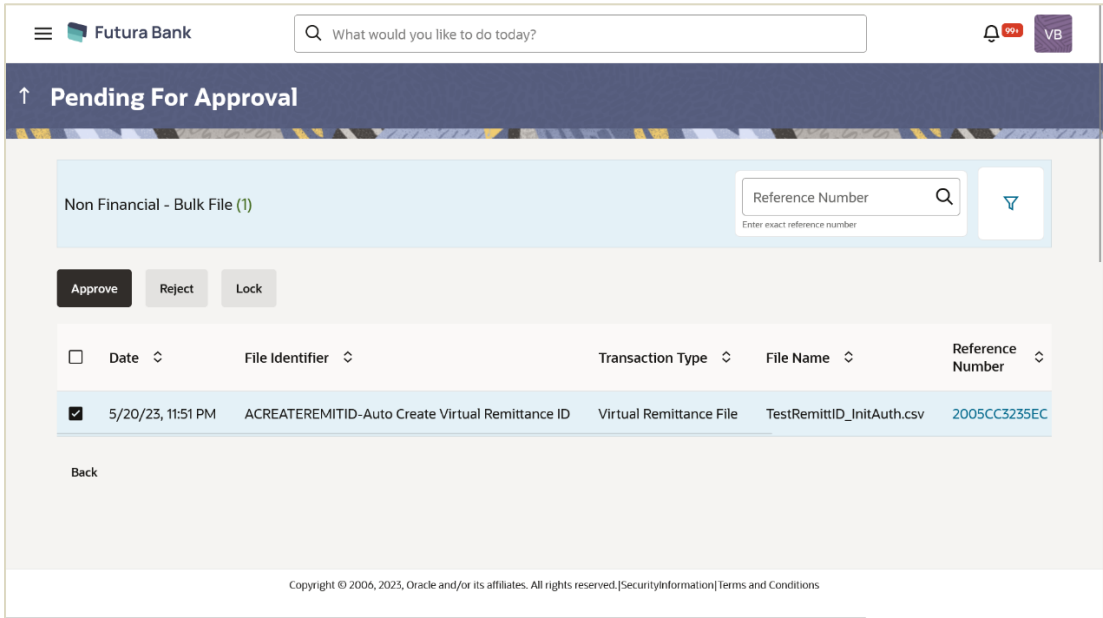 Futura Bank
What would you like to do today?
99+
VB
Pending For Approval
Non Financial - Bulk File (1)
Reference Number
Enter exact reference number
Approve Reject Lock
Date File Identifier Transaction Type File Name Reference Number
5/20/23, 11:51 PM ACREATEREMITID-Auto Create Virtual Remittance ID Virtual Remittance File TestRemittID_InitAuth.csv 2005CC3235EC
Back
Copyright © 2006, 2023, Oracle and/or its affiliates. All rights reserved.|SecurityInformation|Terms and Conditions